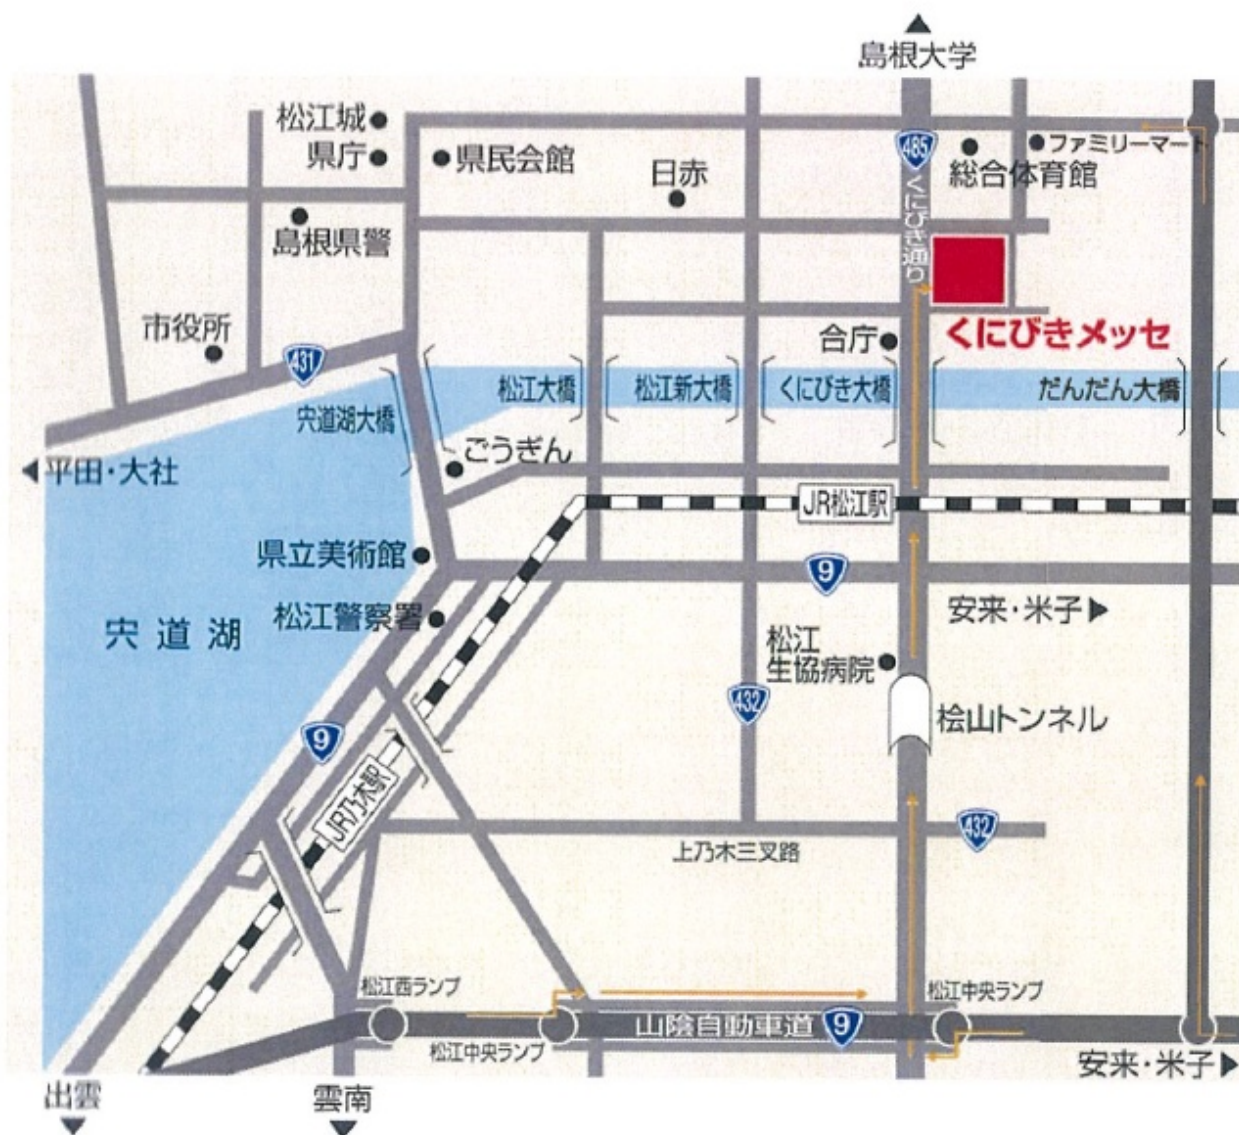 島根大学
松江城
県庁
県民会館
日赤
485
くにびき通り
総合体育館
ファミリーマート
島根県警
市役所
431
合庁
くにびきメッセ
宍道湖大橋
松江大橋
松江新大橋
くにびき大橋
だんだん大橋
平田・大社
ごうぎん
JR松江駅
県立美術館
9
松江警察署
宍道湖
安来・米子
松江
生協病院
432
桧山トンネル
9
JR乃木駅
432
上乃木三叉路
松江西ランプ
松江中央ランプ
山陰自動車道
9
松江中央ランプ
安来・米子
出雲
雲南